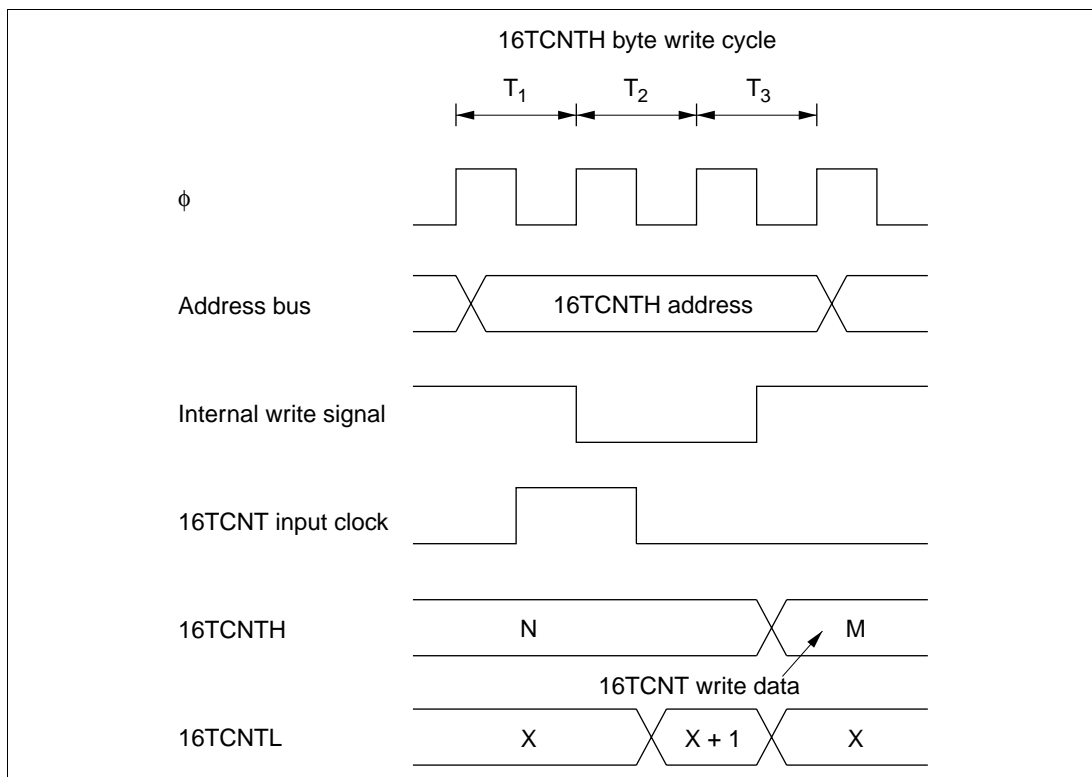 16TCNTH byte write cycle
T1 T2 T3
φ
Address bus 16TCNTH address
Internal write signal
16TCNT input clock
16TCNTH N M
16TCNT write data
16TCNTL X X + 1 X